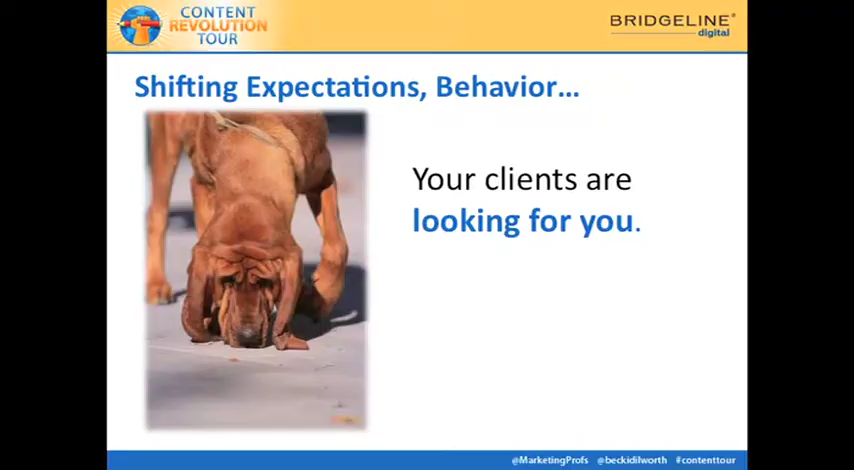 CONTENT
REVOLUTION
TOUR
BRIDGELINE®
digital
Shifting Expectations, Behavior...
Your clients are
looking for you.
@MarketingProfs @beckidilworth #contenttour